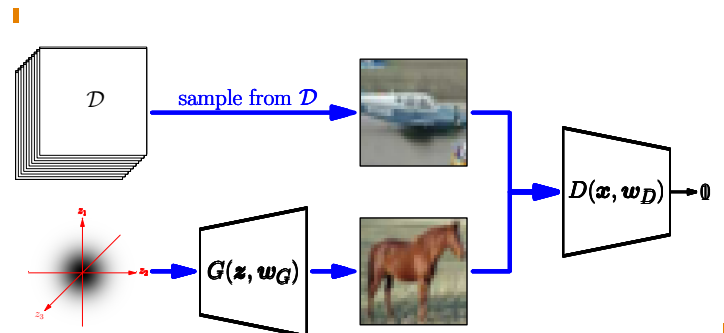 𝒟
sample from 𝒟
D(x, w_D)
z₁
z₂
z₃
G(z, w_G)